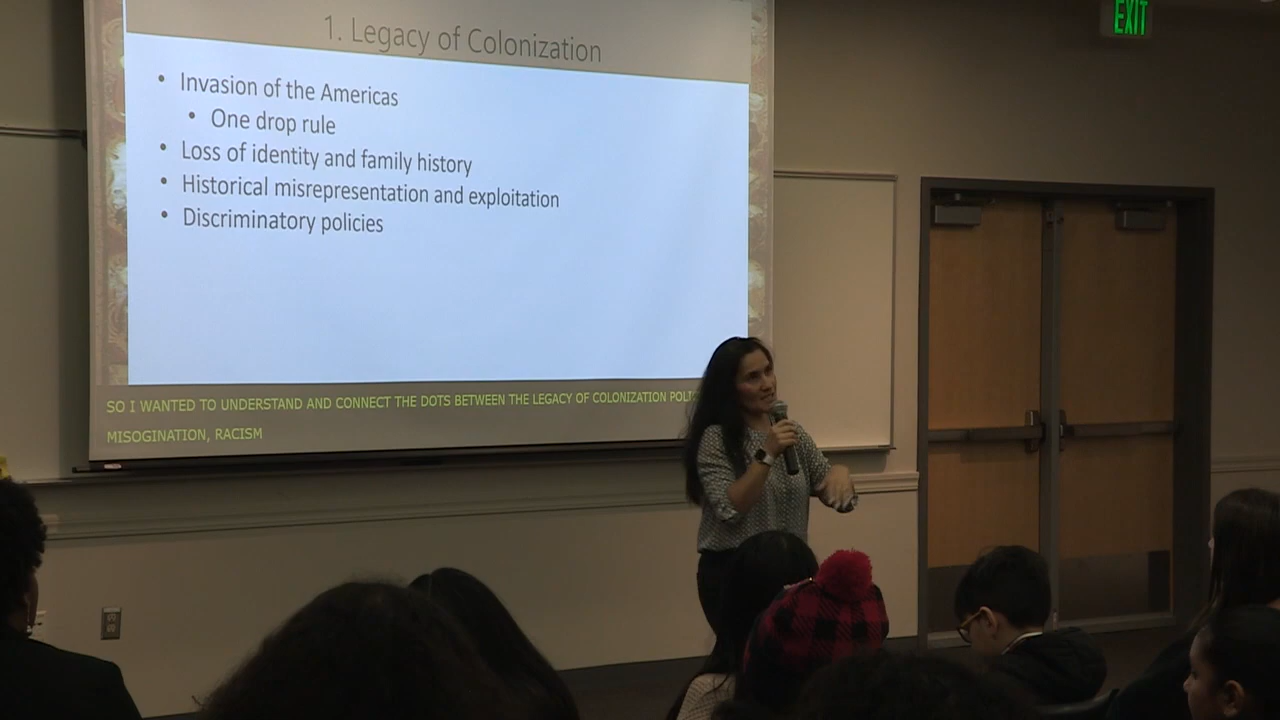 EXIT
1. Legacy of Colonization
• Invasion of the Americas
• One drop rule
• Loss of identity and family history
• Historical misrepresentation and exploitation
• Discriminatory policies
SO I WANTED TO UNDERSTAND AND CONNECT THE DOTS BETWEEN THE LEGACY OF COLONIZATION
MISOGINATION, RACISM